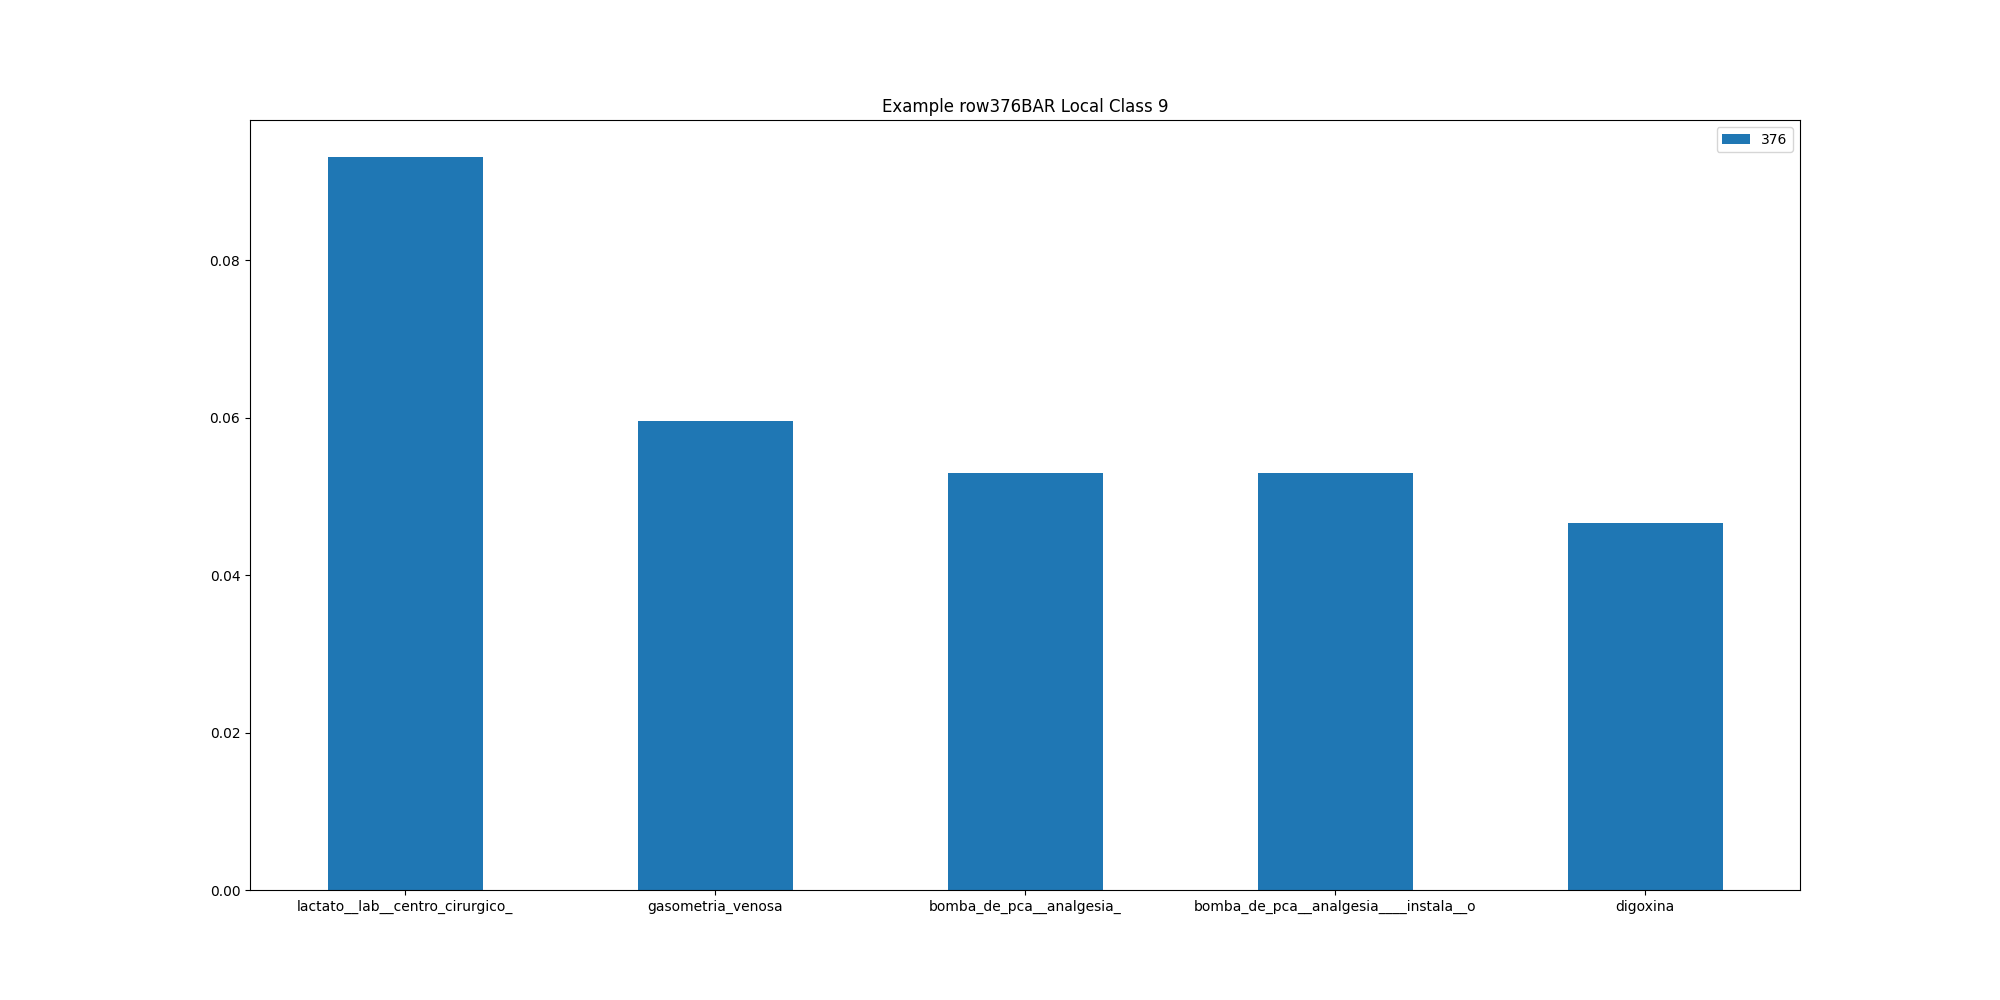 Example row376BAR Local Class 9
376
0.08
0.06
0.04
0.02
0.00
lactato__lab__centro_cirurgico_
gasometria_venosa
bomba_de_pca__analgesia_
bomba_de_pca__analgesia____instala__o
digoxina